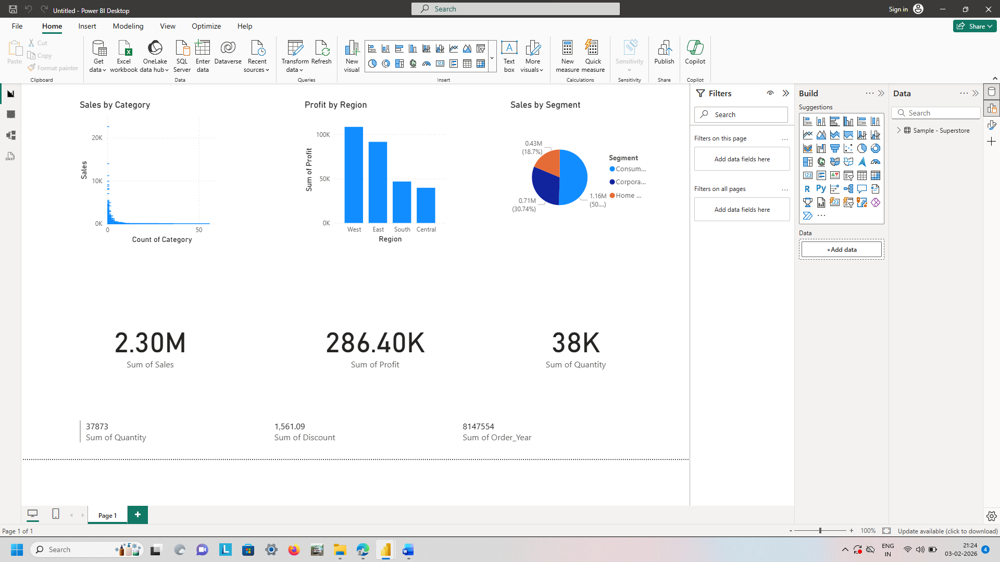 Untitled - Power BI Desktop
Search
Sign in
File Home Insert Modeling View Optimize Help
Share
Paste
Cut
Copy
Format painter
Clipboard
Get data
Excel workbook
OneLake data hub
SQL Server
Enter data
Dataverse
Recent sources
Data
Transform data
Refresh
Queries
New visual
Text box
More visuals
Insert
New measure
Quick measure
Calculations
Sensitivity
Sensitivity
Publish
Share
Copilot
Copilot
Sales by Category
20K
10K
0K
0 50
Sales
Count of Category
Profit by Region
100K
50K
0K
Sum of Profit
West East South Central
Region
Sales by Segment
0.43M
(18.7%)
0.71M
(30.74%)
1.16M
(50....)
Segment
Consum...
Corpora...
Home ...
2.30M
Sum of Sales
286.40K
Sum of Profit
38K
Sum of Quantity
37873
Sum of Quantity
1,561.09
Sum of Discount
8147554
Sum of Order_Year
Filters
Search
Filters on this page
Add data fields here
Filters on all pages
Add data fields here
Build
Suggestions
R Py
Data
+Add data
Data
Search
Sample - Superstore
Page 1
Page 1 of 1
- + 100%
Update available (click to download)
Search
ENG
IN
21:24
03-02-2026
4